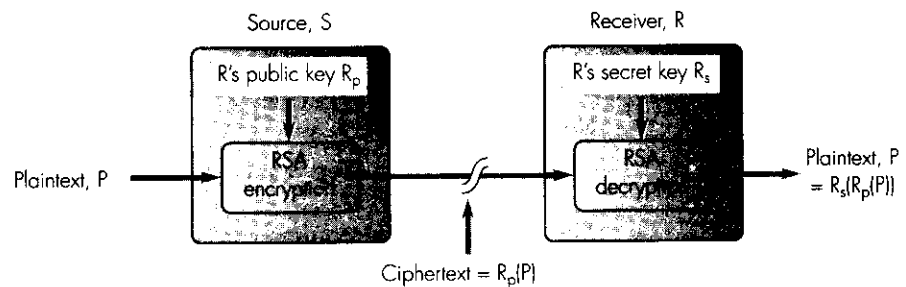 Source, S
Receiver, R
R's public key Rₚ
R's secret key Rₛ
RSA
encryption
RSA
decryption
Plaintext, P
Plaintext, P
= Rₛ(Rₚ(P))
Ciphertext = Rₚ(P)